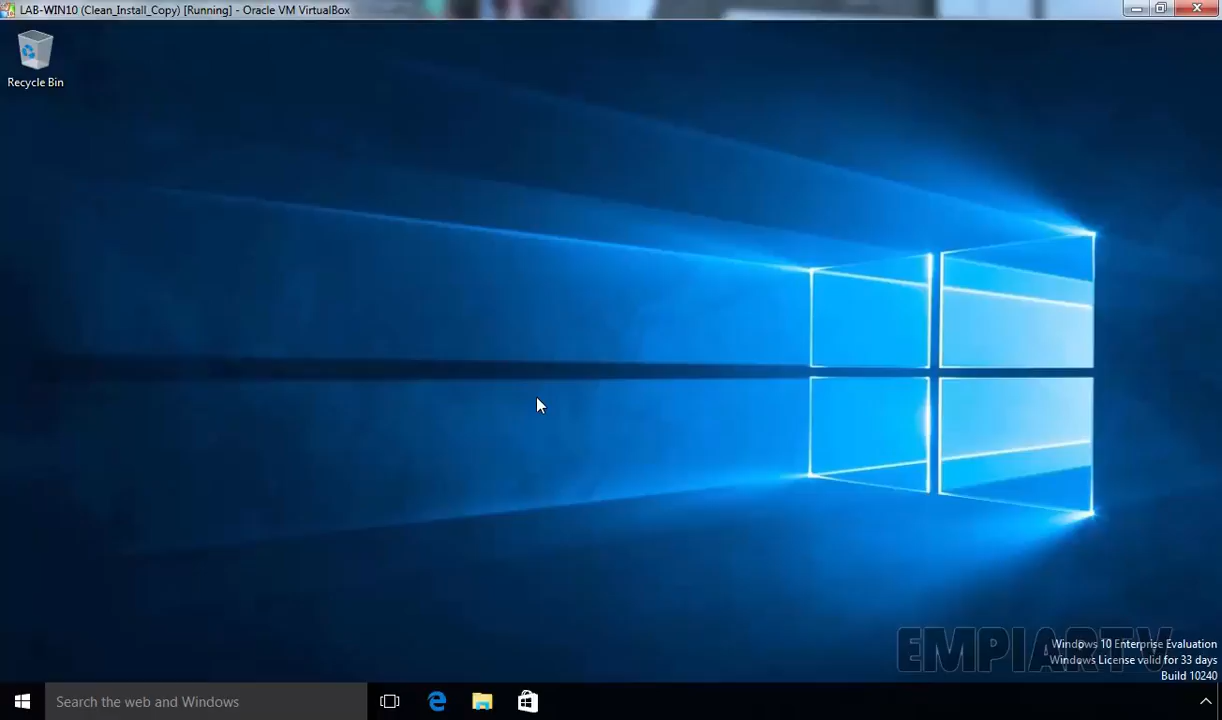 LAB-WIN10 (Clean_Install_Copy) [Running] - Oracle VM VirtualBox
Recycle Bin
EMPIARTV
Windows 10 Enterprise Evaluation
Windows License valid for 33 days
Build 10240
Search the web and Windows